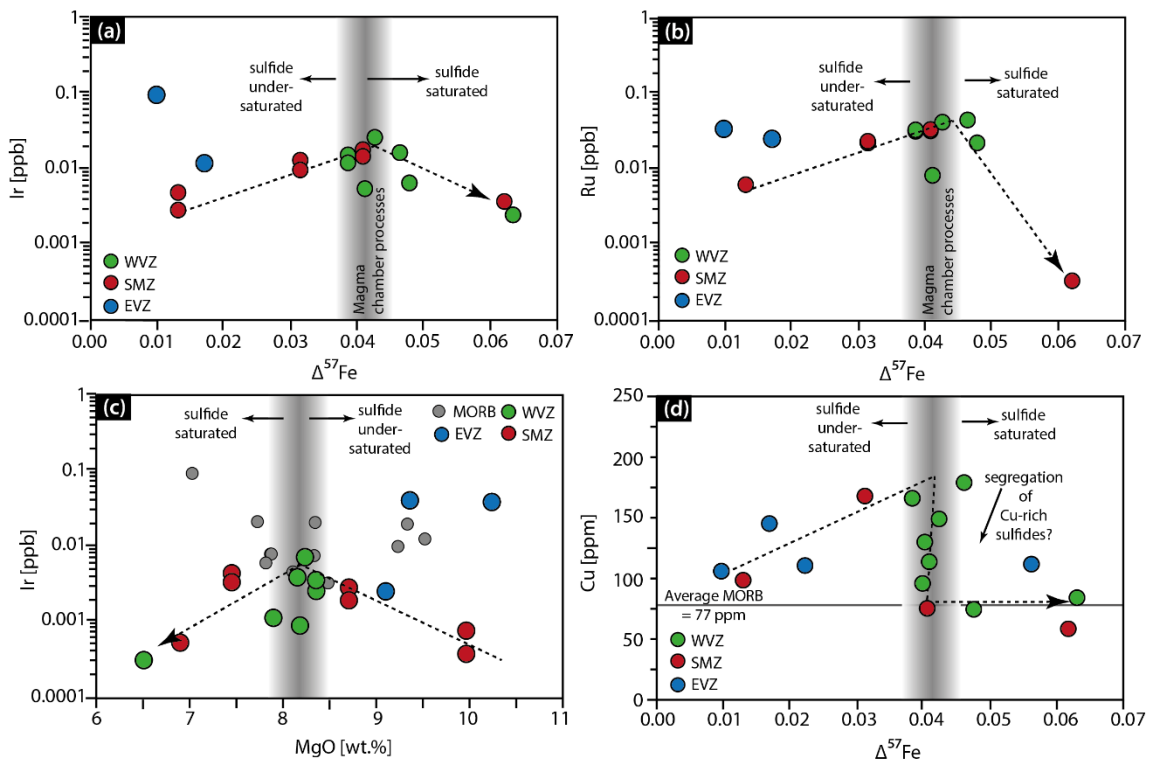 (a)
1
0.1
0.01
0.001
0.0001
Ir [ppb]
sulfide
under-
saturated
sulfide
saturated
Magma
chamber processes
WVZ
SMZ
EVZ
0.00 0.01 0.02 0.03 0.04 0.05 0.06 0.07
Δ57Fe
(b)
1
0.1
0.01
0.001
0.0001
Ru [ppb]
sulfide
under-
saturated
sulfide
saturated
Magma
chamber processes
WVZ
SMZ
EVZ
0.00 0.01 0.02 0.03 0.04 0.05 0.06 0.07
Δ57Fe
(c)
1
0.1
0.01
0.001
0.0001
Ir [ppb]
sulfide
saturated
sulfide
under-
saturated
MORB WVZ
EVZ SMZ
6 7 8 9 10 11
MgO [wt.%]
(d)
250
225
200
175
150
125
100
75
50
25
0
Cu [ppm]
sulfide
under-
saturated
sulfide
saturated
segregation
of
Cu-rich
sulfides?
Average MORB
= 77 ppm
WVZ
SMZ
EVZ
0.00 0.01 0.02 0.03 0.04 0.05 0.06 0.07
Δ57Fe